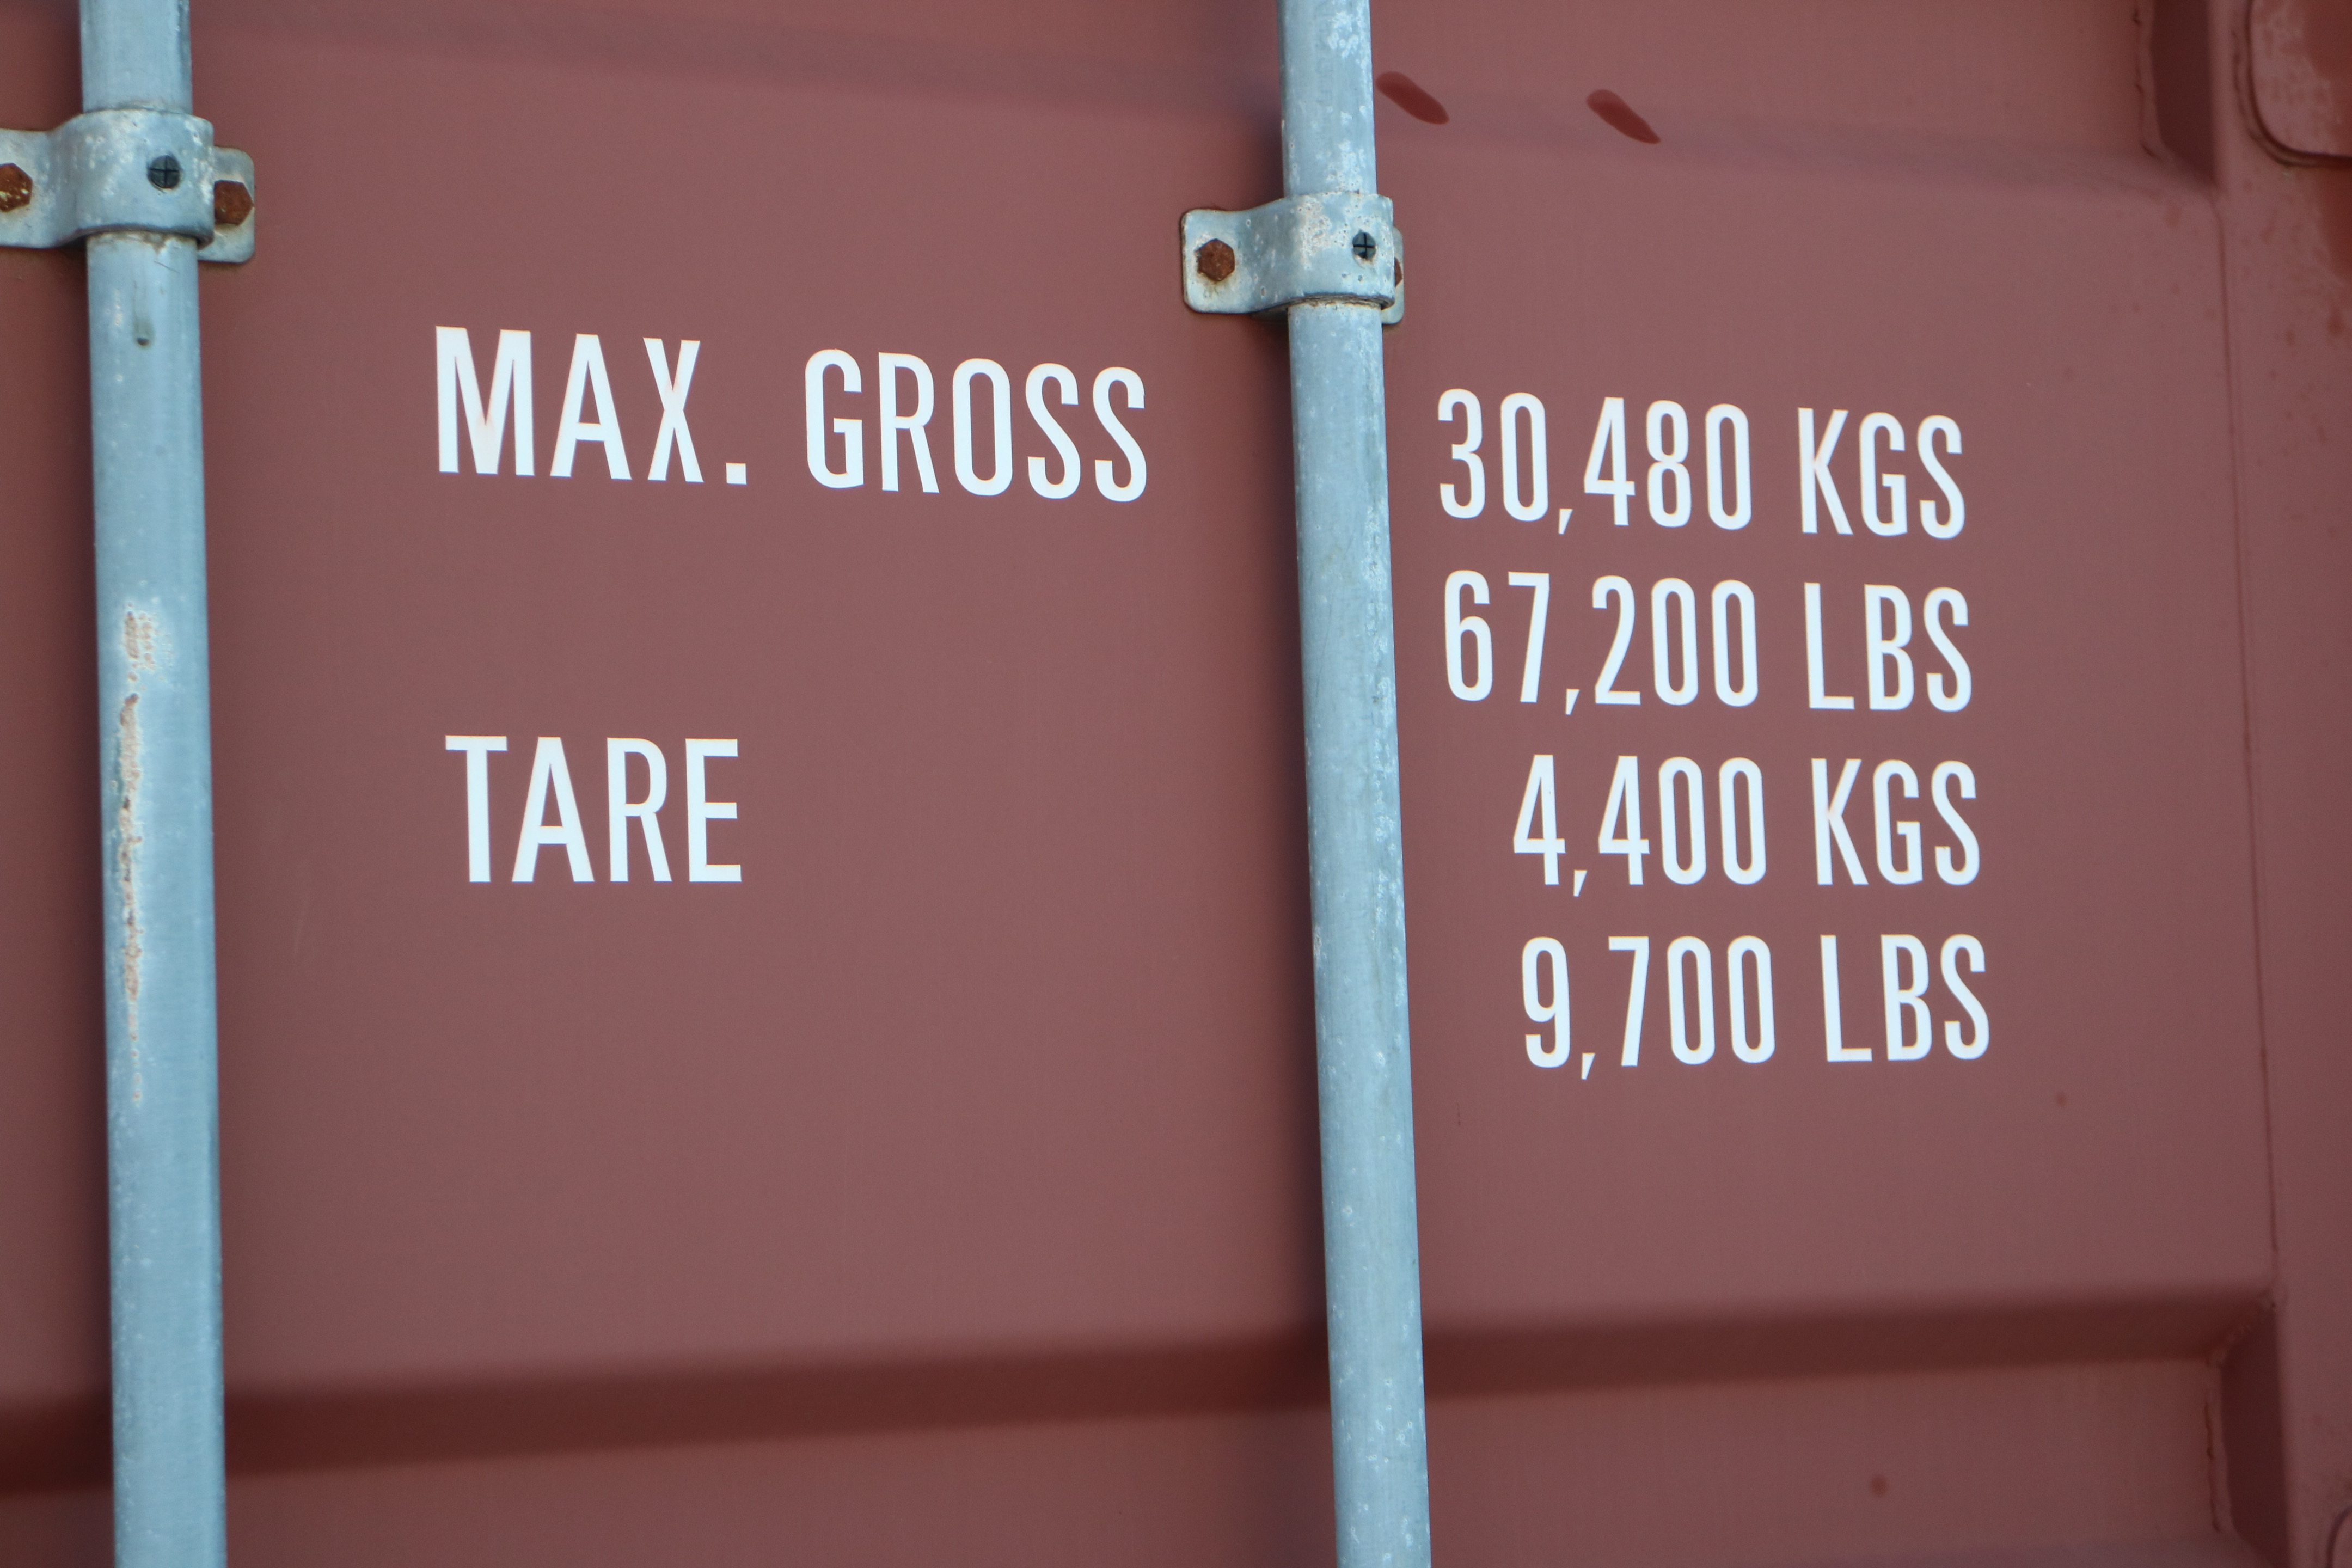 MAX. GROSS 30,480 KGS
67,200 LBS
TARE 4,400 KGS
9,700 LBS